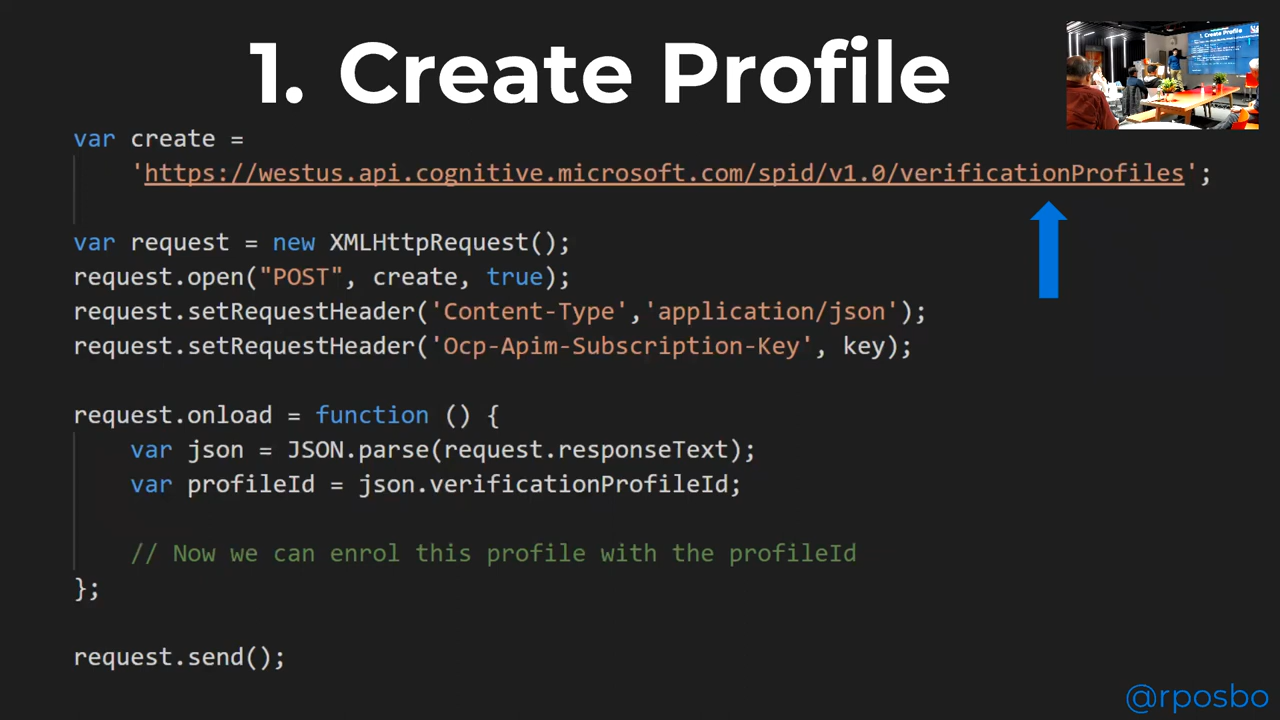 1. Create Profile
1. Create Profile
var create =
'https://westus.api.cognitive.microsoft.com/spid/v1.0/verificationProfiles';
var request = new XMLHttpRequest();
request.open("POST", create, true);
request.setRequestHeader('Content-Type','application/json');
request.setRequestHeader('Ocp-Apim-Subscription-Key', key);
request.onload = function () {
var json = JSON.parse(request.responseText);
var profileId = json.verificationProfileId;
// Now we can enrol this profile with the profileId
};
request.send();
@rposbo